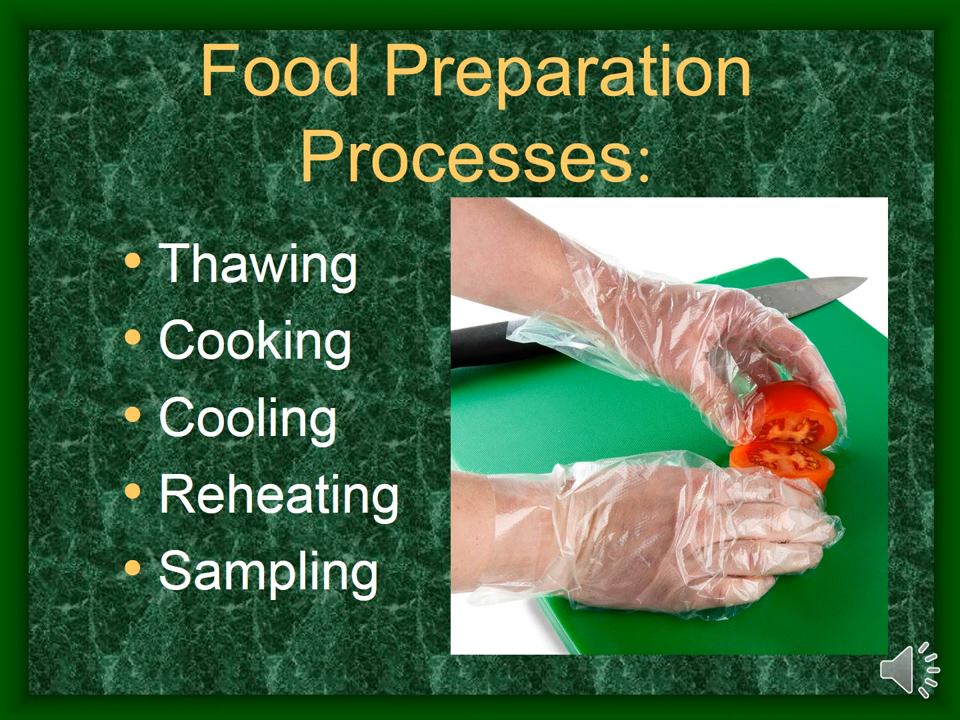 Food Preparation
Processes:
• Thawing
• Cooking
• Cooling
• Reheating
• Sampling